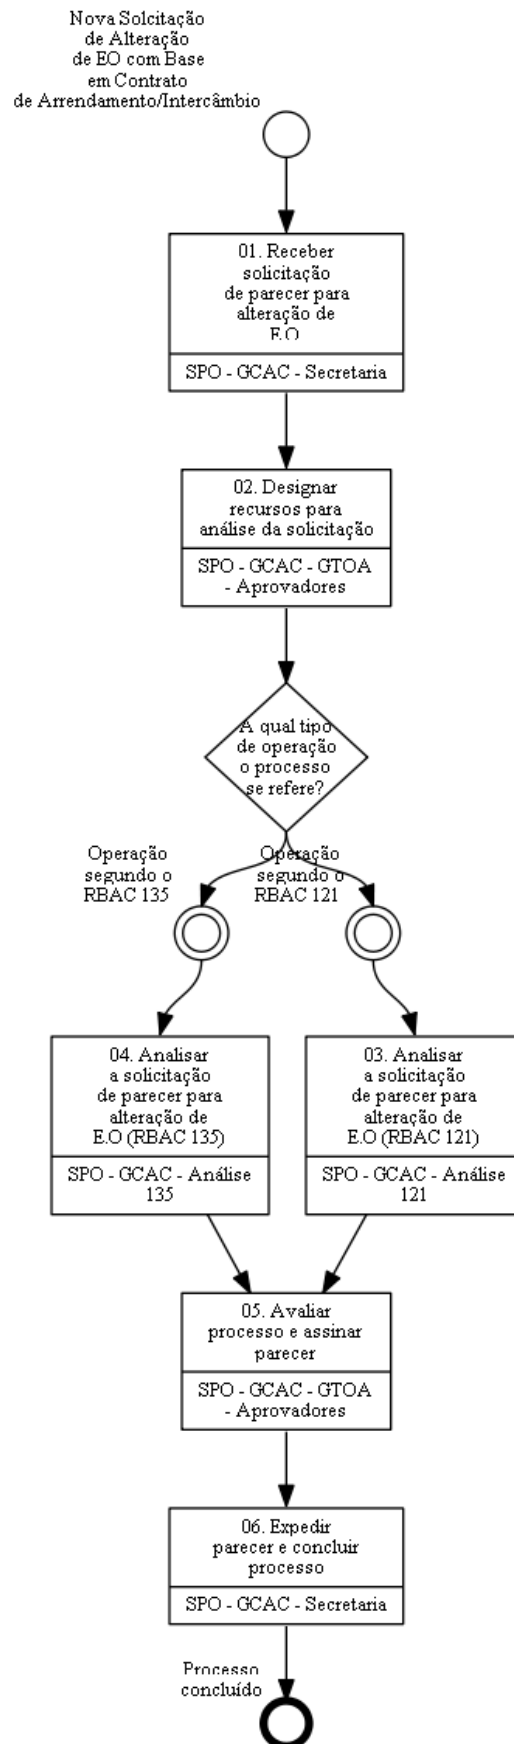 Nova Solcitação
de Alteração
de EO com Base
em Contrato
de Arrendamento/Intercâmbio
01. Receber
solicitação
de parecer para
alteração de
E.O
SPO - GCAC - Secretaria
02. Designar
recursos para
análise da solicitação
SPO - GCAC - GTOA
- Aprovadores
A qual tipo
de operação
o processo
se refere?
Operação
segundo o
RBAC 135
Operação
segundo o
RBAC 121
04. Analisar
a solicitação
de parecer para
alteração de
E.O (RBAC 135)
SPO - GCAC - Análise
135
03. Analisar
a solicitação
de parecer para
alteração de
E.O (RBAC 121)
SPO - GCAC - Análise
121
05. Avaliar
processo e assinar
parecer
SPO - GCAC - GTOA
- Aprovadores
06. Expedir
parecer e concluir
processo
SPO - GCAC - Secretaria
Processo
concluído